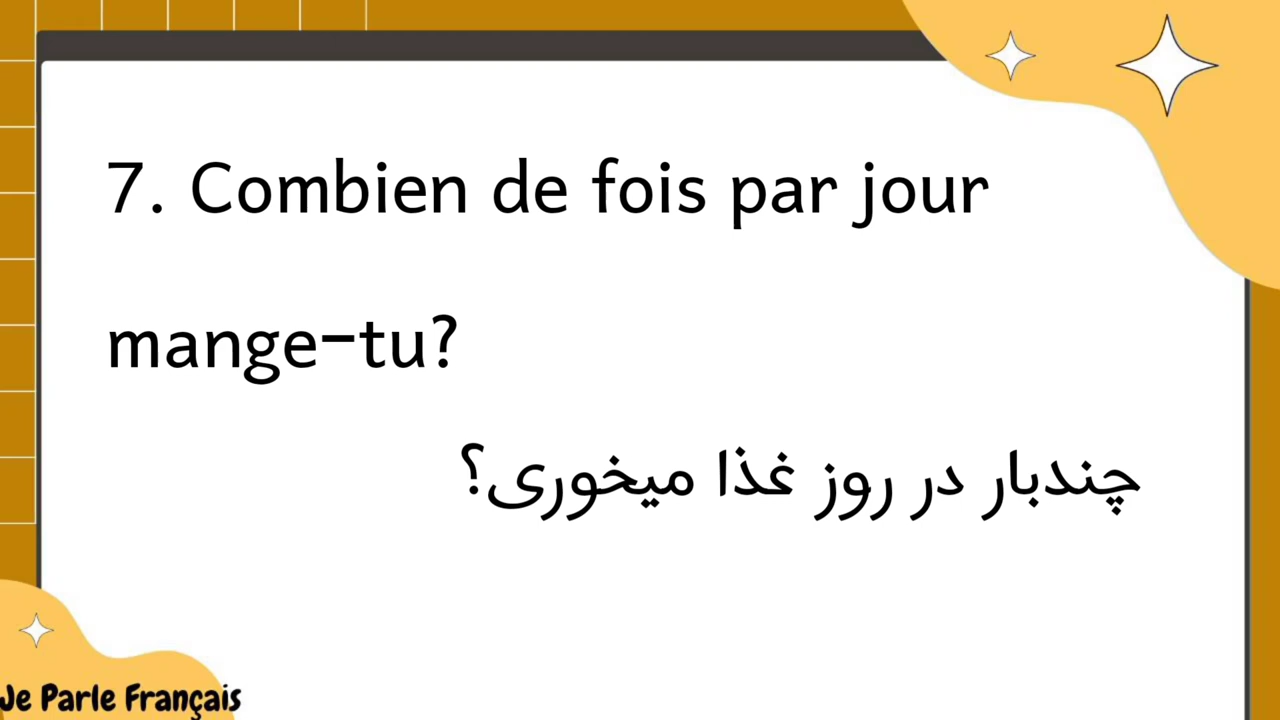 7. Combien de fois par jour
mange-tu?
چندبار در روز غذا میخوری؟
Je Parle Français